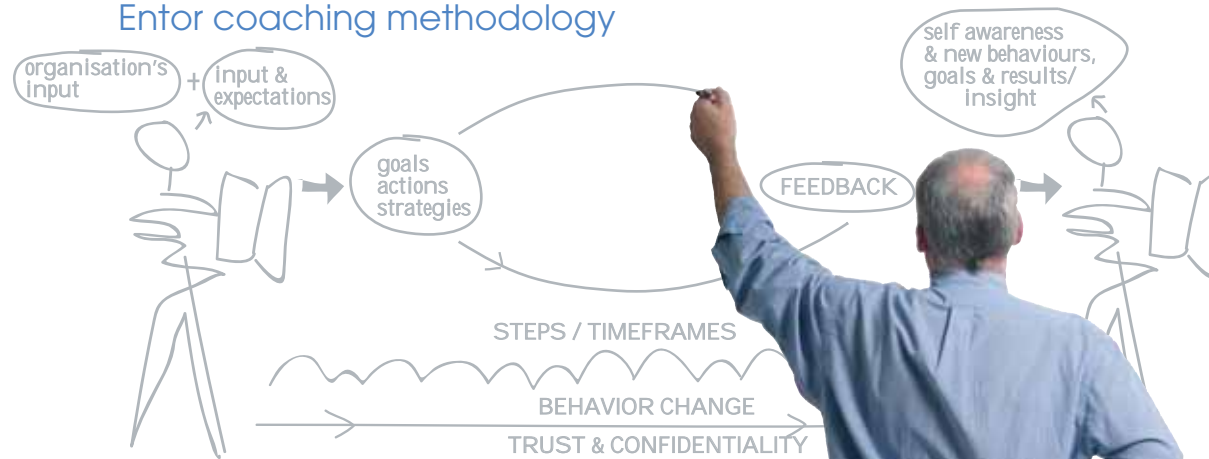 Entor coaching methodology
organisation's
input
+
input &
expectations
goals
actions
strategies
FEEDBACK
self awareness
& new behaviours,
goals & results/
insight
STEPS / TIMEFRAMES
BEHAVIOR CHANGE
TRUST & CONFIDENTIALITY